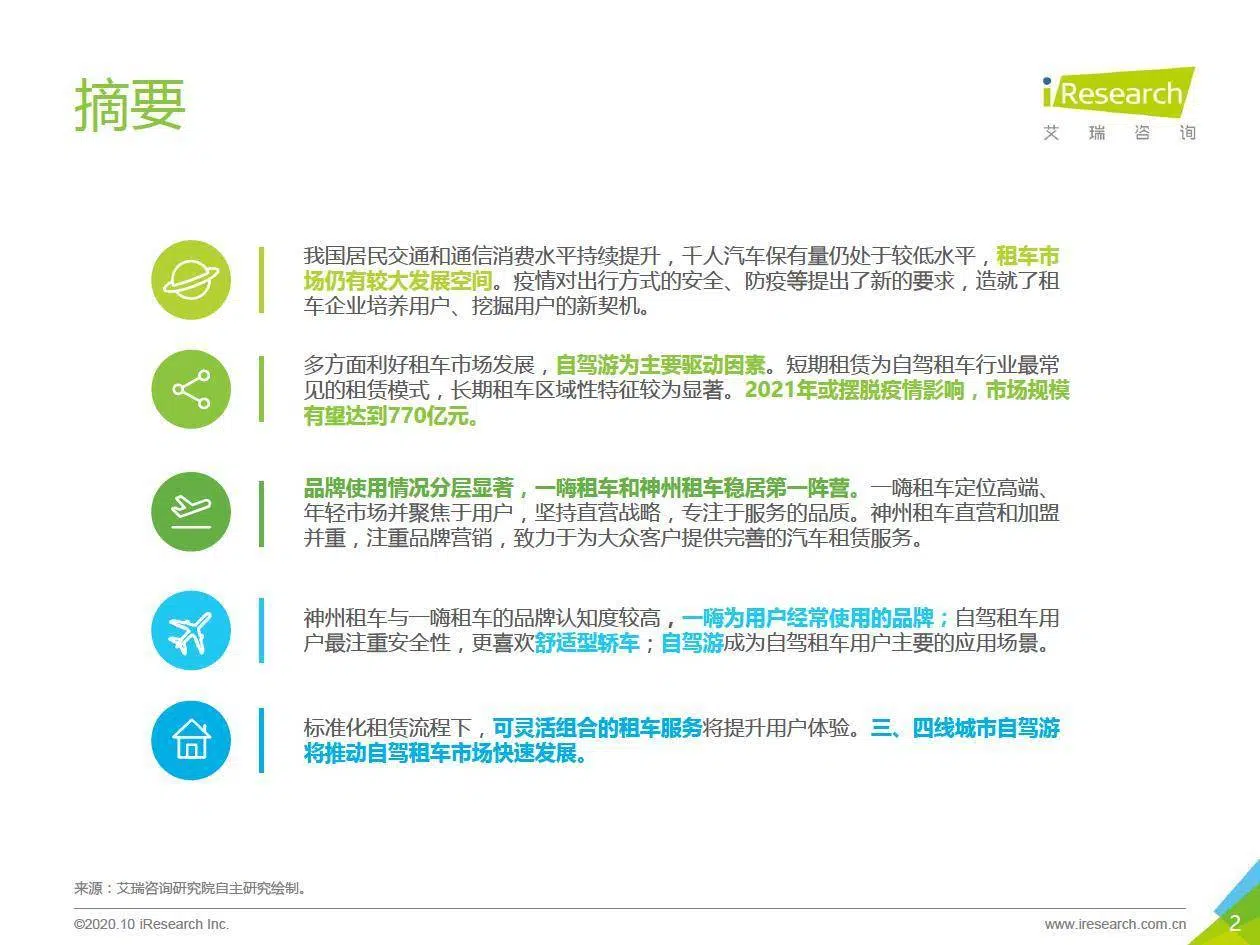 摘要
iResearch
艾瑞咨询
我国居民交通和通信消费水平持续提升，千人汽车保有量仍处于较低水平，租车市
场仍有较大发展空间。疫情对出行方式的安全、防疫等提出了新的要求，造就了租
车企业培养用户、挖掘用户的新契机。
多方面利好租车市场发展，自驾游为主要驱动因素。短期租赁为自驾租车行业最常
见的租赁模式，长期租车区域性特征较为显著。2021年或摆脱疫情影响，市场规模
有望达到770亿元。
品牌使用情况分层显著，一嗨租车和神州租车稳居第一阵营。一嗨租车定位高端、
年轻市场并聚焦于用户，坚持直营战略，专注于服务的品质。神州租车直营和加盟
并重，注重品牌营销，致力于为大众客户提供完善的汽车租赁服务。
神州租车与一嗨租车的品牌认知度较高，一嗨为用户经常使用的品牌；自驾租车用
户最注重安全性，更喜欢舒适型轿车；自驾游成为自驾租车用户主要的应用场景。
标准化租赁流程下，可灵活组合的租车服务将提升用户体验。三、四线城市自驾游
将推动自驾租车市场快速发展。
来源：艾瑞咨询研究院自主研究绘制。
©2020.10 iResearch Inc.
www.iresearch.com.cn
2